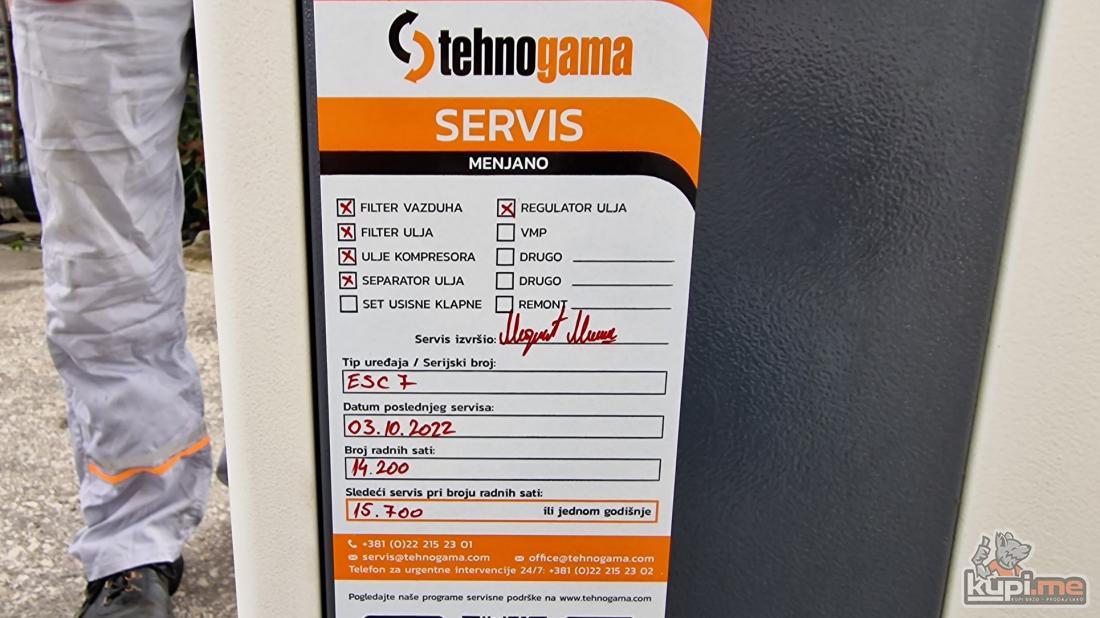 tehnogama
SERVIS
MENJANO
FILTER VAZDUHA
FILTER ULJA
ULJE KOMPRESORA
SEPARATOR ULJA
SET USISNE KLAPNE
REGULATOR ULJA
VMP
DRUGO
DRUGO
REMONT
Servis izvršio:
Tip uređaja / Serijski broj:
ESC 7
Datum poslednjeg servisa:
03.10.2022
Broj radnih sati:
14.200
Sledeći servis pri broju radnih sati:
15.700 ili jednom godišnje
+381 (0)22 215 23 01
servis@tehnogama.com office@tehnogama.com
Telefon za urgentne intervencije 24/7: +381 (0)22 215 23 02
Pogledajte naše programe servisne podrške na www.tehnogama.com
kupi.me
KUPI BRZO - PRODAJ LAKO